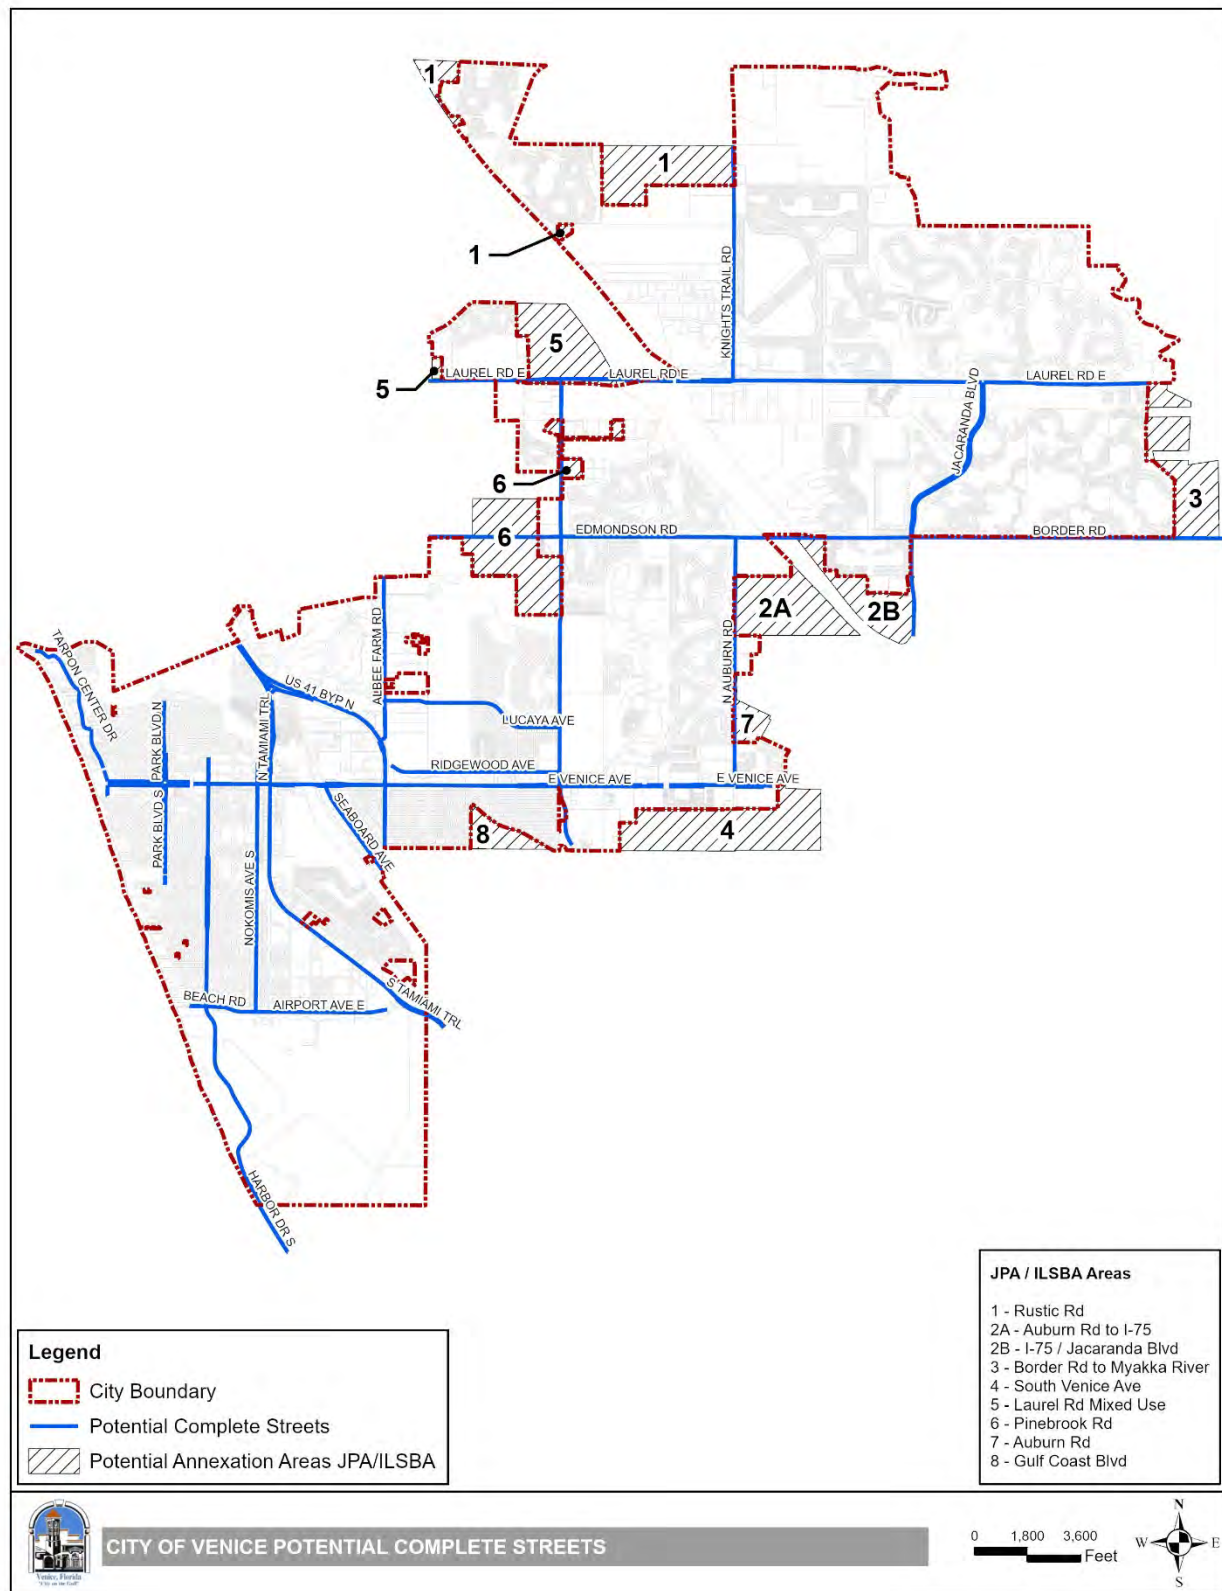 1
1
1
KNIGHTS TRAIL RD
5
5
LAUREL RD E
LAUREL RD E
LAUREL RD E
JACARANDA BLVD
6
3
6
EDMONDSON RD
BORDER RD
2A
2B
N AUBURN RD
ALBEE FARM RD
TARPON CENTER DR
US 41 BYP N
PARK BLVD N
N TAMIAMI TRL
LUCAYA AVE
7
RIDGEWOOD AVE
E VENICE AVE
E VENICE AVE
PARK BLVD S
SEABOARD AVE
8
4
NOKOMIS AVE S
BEACH RD
AIRPORT AVE E
S TAMIAMI TRL
HARBOR DR S
JPA / ILSBA Areas
1 - Rustic Rd
2A - Auburn Rd to I-75
2B - I-75 / Jacaranda Blvd
3 - Border Rd to Myakka River
4 - South Venice Ave
5 - Laurel Rd Mixed Use
6 - Pinebrook Rd
7 - Auburn Rd
8 - Gulf Coast Blvd
Legend
City Boundary
Potential Complete Streets
Potential Annexation Areas JPA/ILSBA
Venice, Florida
"City on the Gulf"
CITY OF VENICE POTENTIAL COMPLETE STREETS
0 1,800 3,600
Feet
N
W E
S